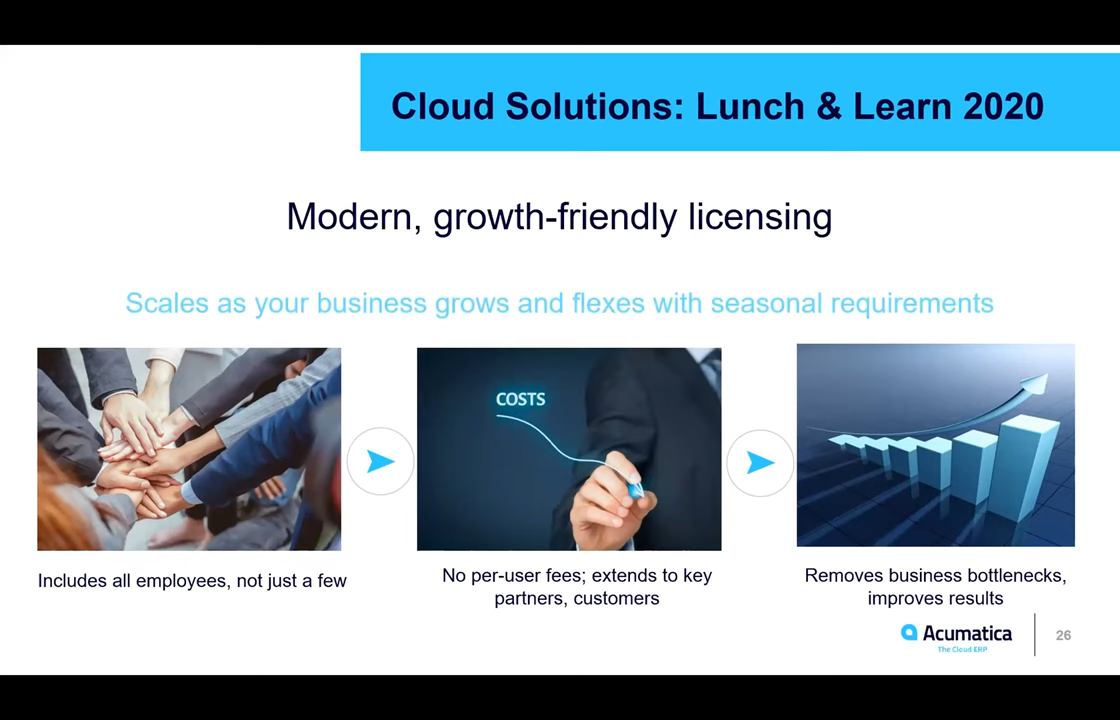 Cloud Solutions: Lunch & Learn 2020
Modern, growth-friendly licensing
Scales as your business grows and flexes with seasonal requirements
COSTS
Includes all employees, not just a few
No per-user fees; extends to key
partners, customers
Removes business bottlenecks,
improves results
Acumatica
The Cloud ERP
26